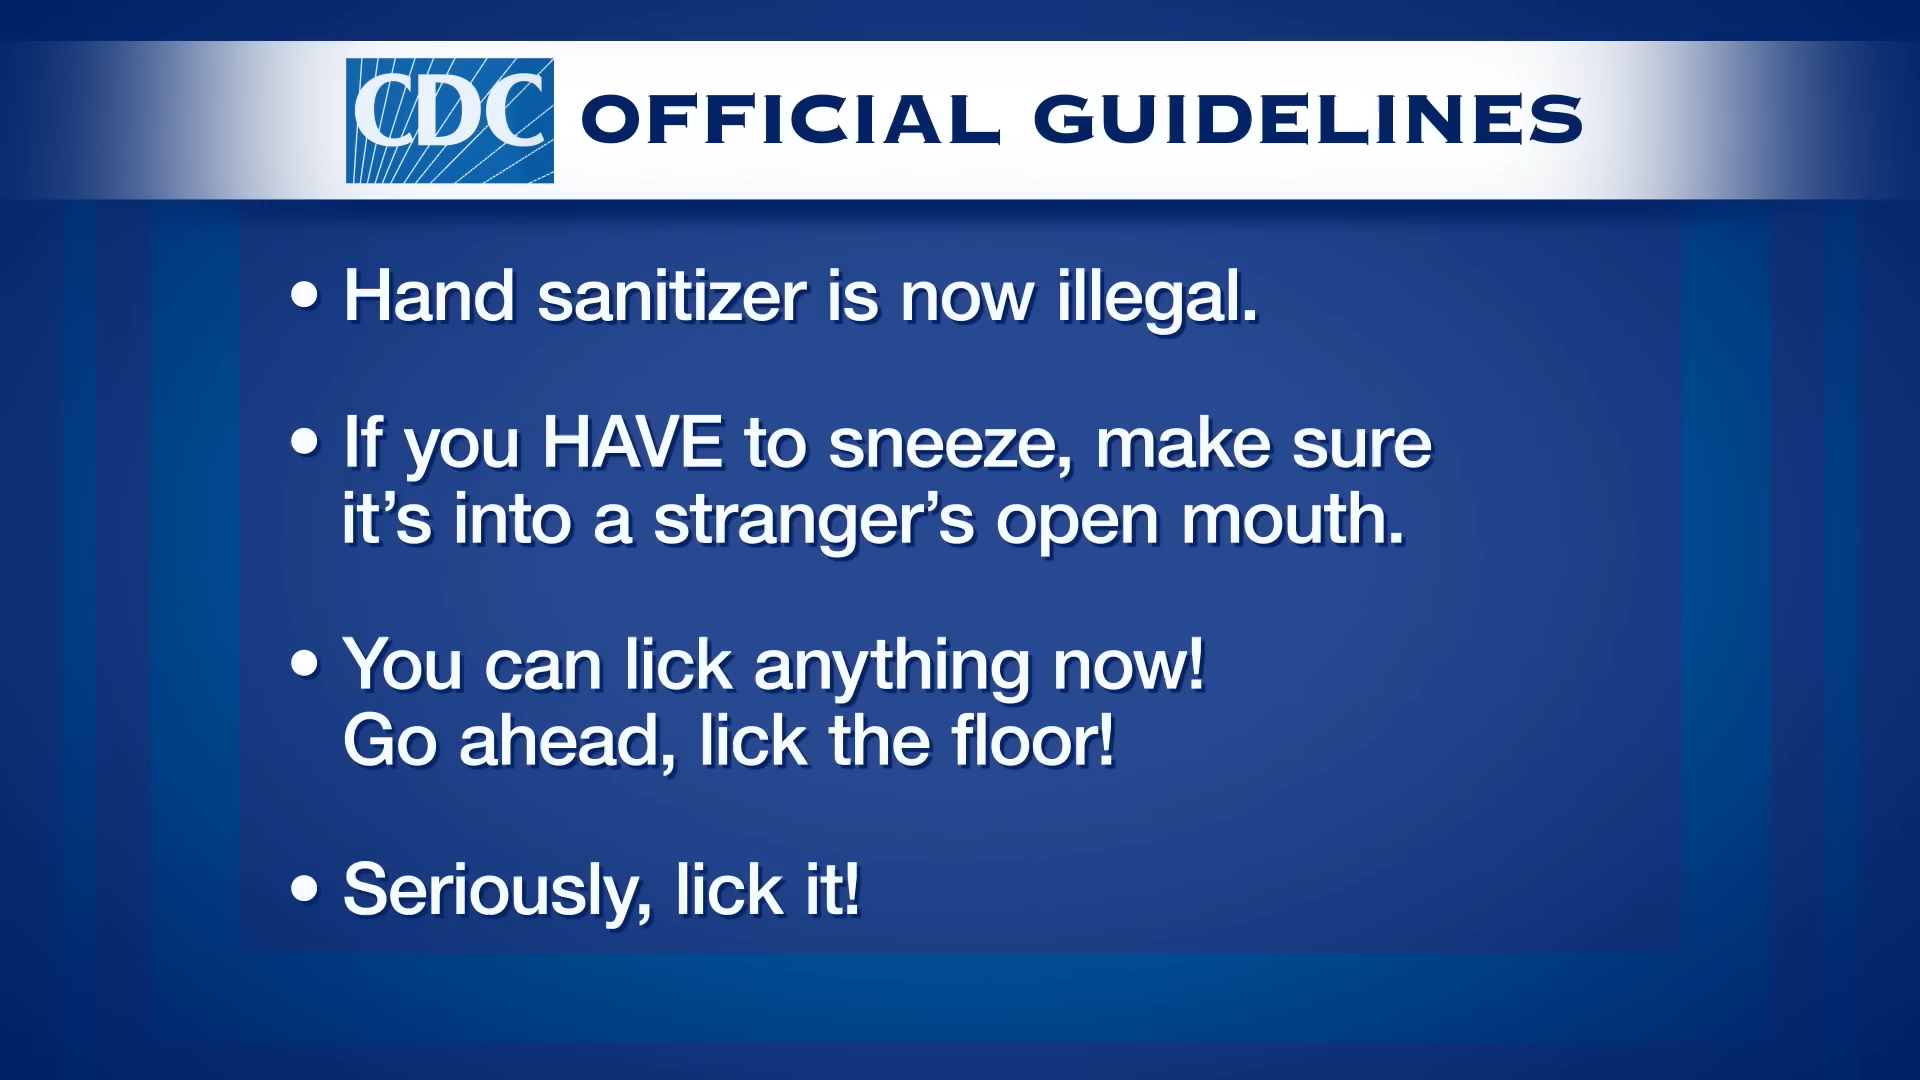 CDC OFFICIAL GUIDELINES
• Hand sanitizer is now illegal.
• If you HAVE to sneeze, make sure
it’s into a stranger’s open mouth.
• You can lick anything now!
Go ahead, lick the floor!
• Seriously, lick it!